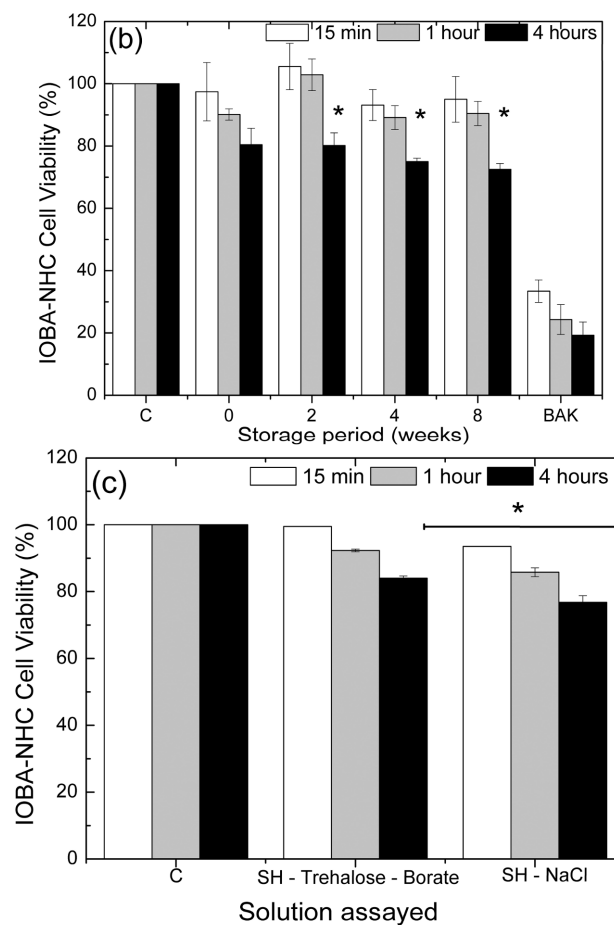 (b)
15 min 1 hour 4 hours
120
100
80
60
40
20
0
IOBA-NHC Cell Viability (%)
* * *
C 0 2 4 8 BAK
Storage period (weeks)
(c)
15 min 1 hour 4 hours
120
100
80
60
40
20
0
IOBA-NHC Cell Viability (%)
*
C SH - Trehalose - Borate SH - NaCl
Solution assayed